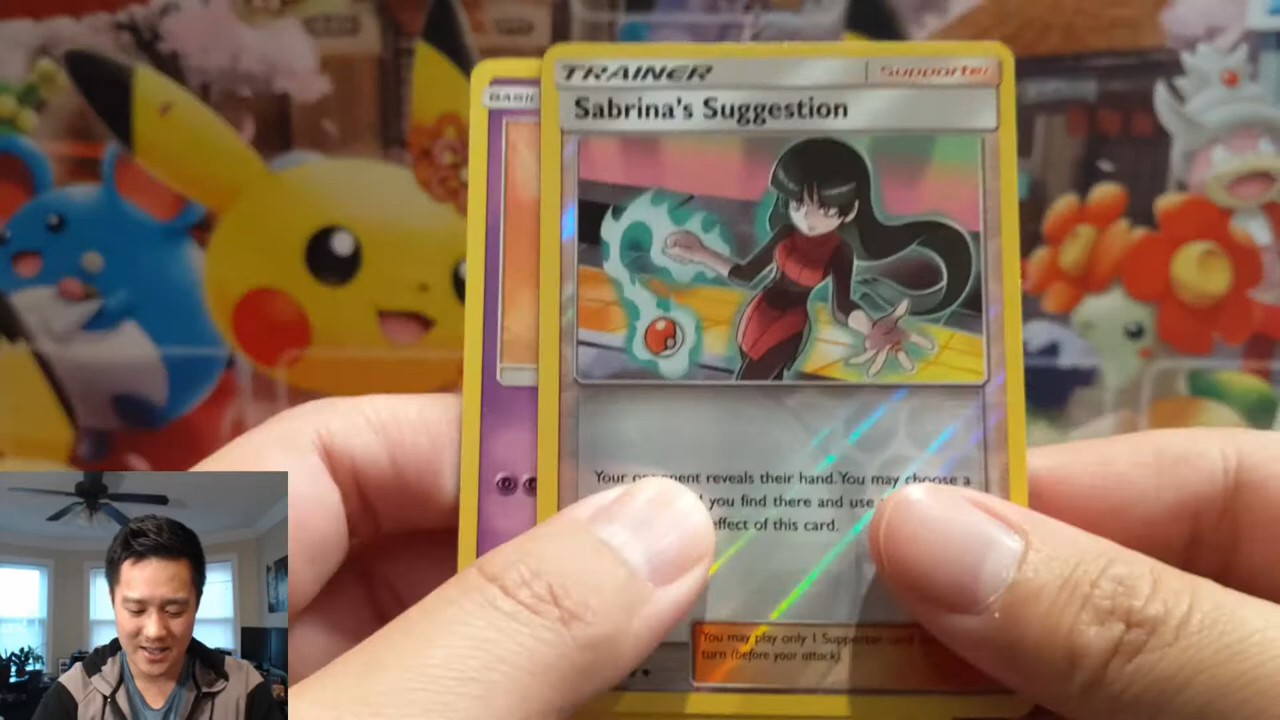 TRAINER
Supporter
BASIC
Sabrina's Suggestion
Your opponent reveals their hand. You may choose a
you find there and use
effect of this card.
You may play only 1 Supporter card
turn (before your attack).